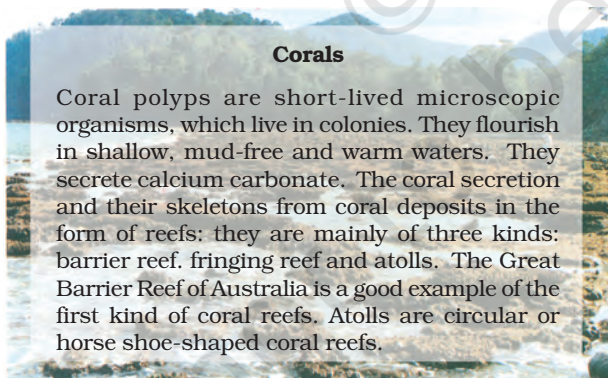 Corals
Coral polyps are short-lived microscopic
organisms, which live in colonies. They flourish
in shallow, mud-free and warm waters. They
secrete calcium carbonate. The coral secretion
and their skeletons from coral deposits in the
form of reefs: they are mainly of three kinds:
barrier reef. fringing reef and atolls. The Great
Barrier Reef of Australia is a good example of the
first kind of coral reefs. Atolls are circular or
horse shoe-shaped coral reefs.